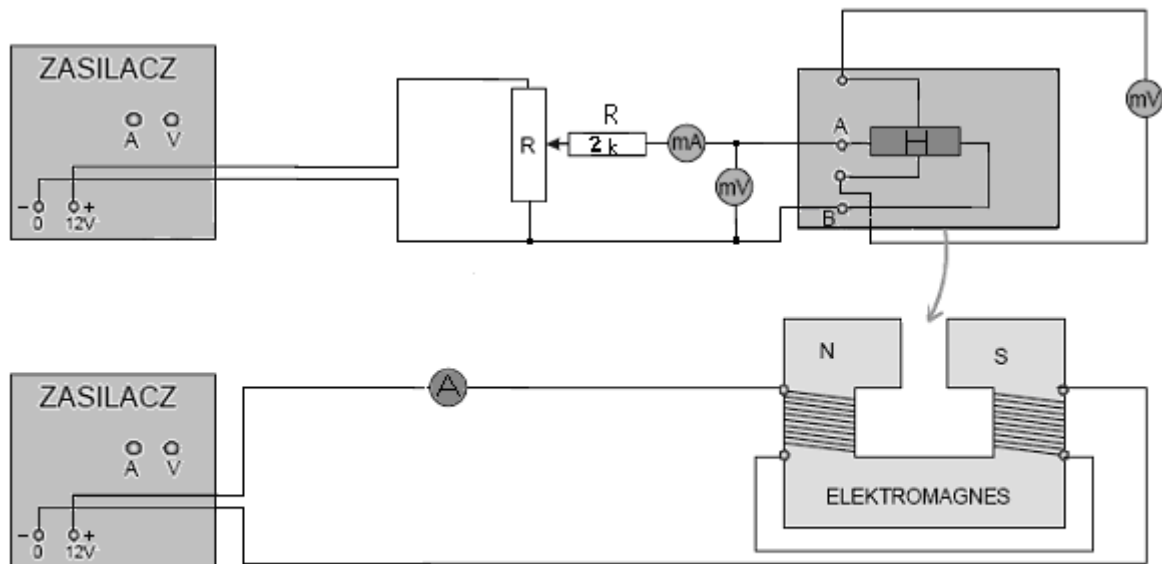 ZASILACZ
A V
− +
0 12V
R
R
2 k
mA
mV
A
H
B
mV
ZASILACZ
A V
− +
0 12V
A
N S
ELEKTROMAGNES